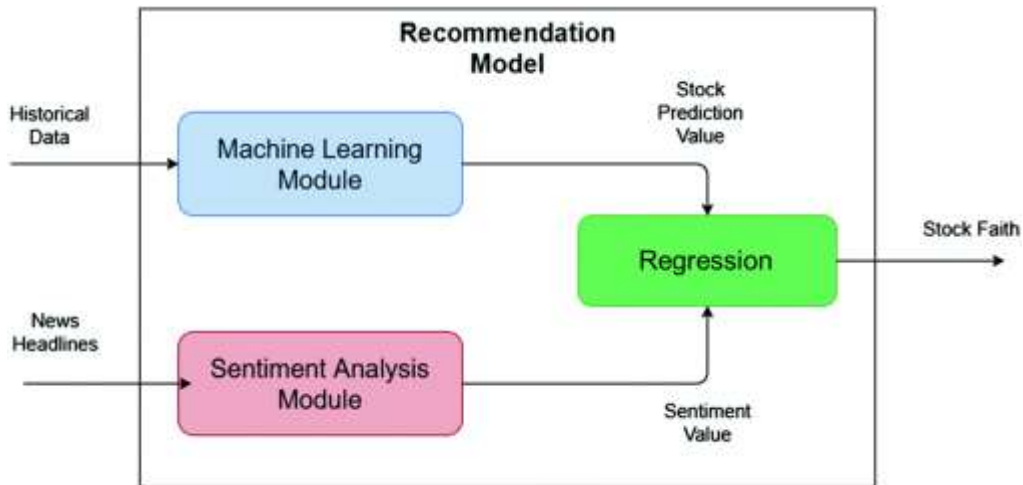 Recommendation
Model
Historical
Data
Machine Learning
Module
Stock
Prediction
Value
Regression
Stock Faith
News
Headlines
Sentiment Analysis
Module
Sentiment
Value